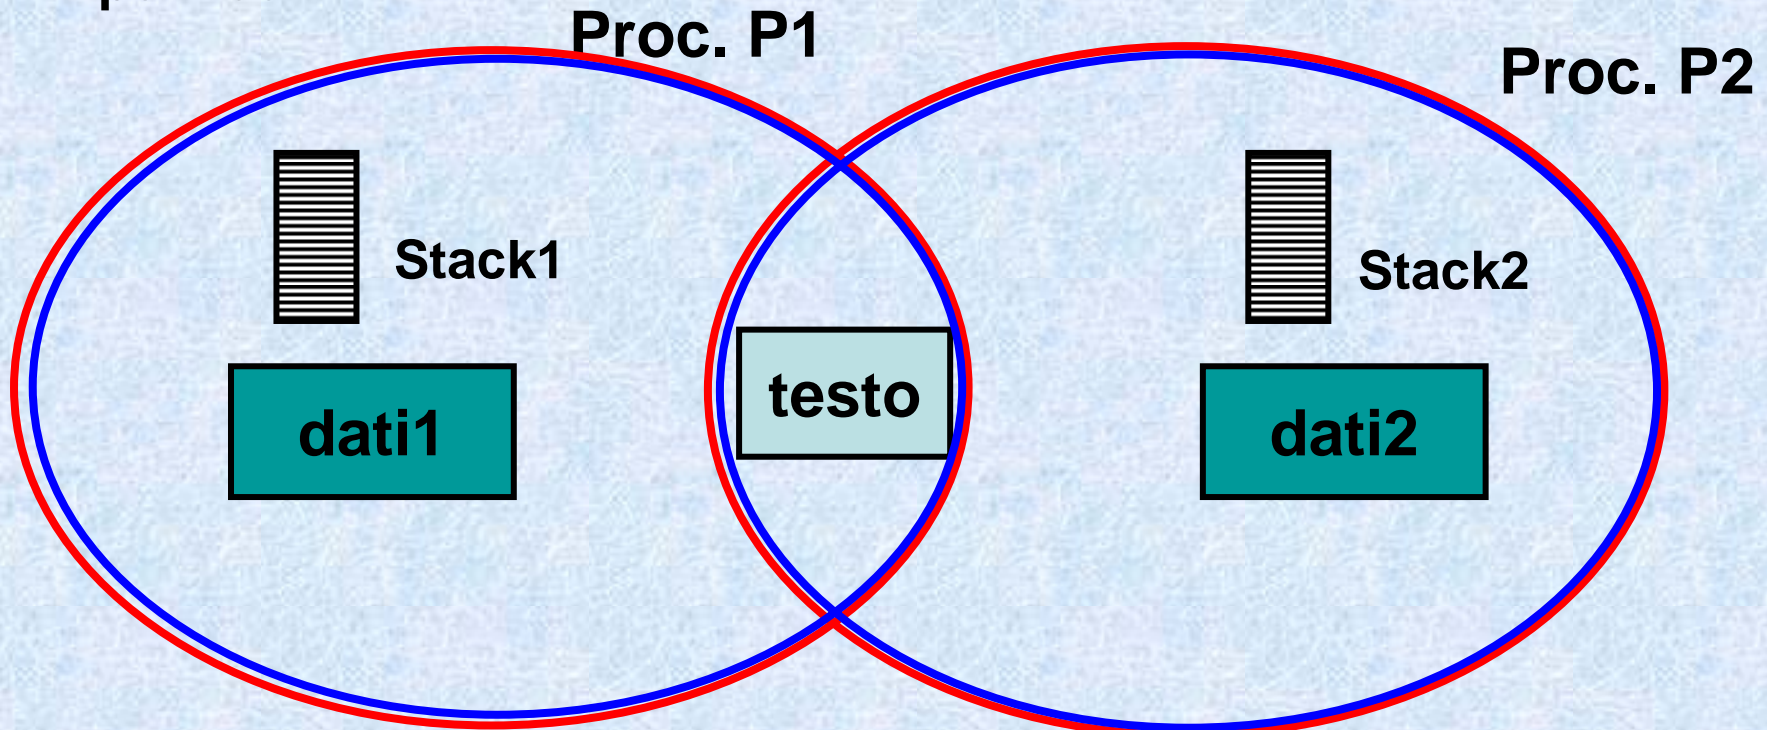 Proc. P1
Proc. P2
Stack1
Stack2
dati1
testo
dati2